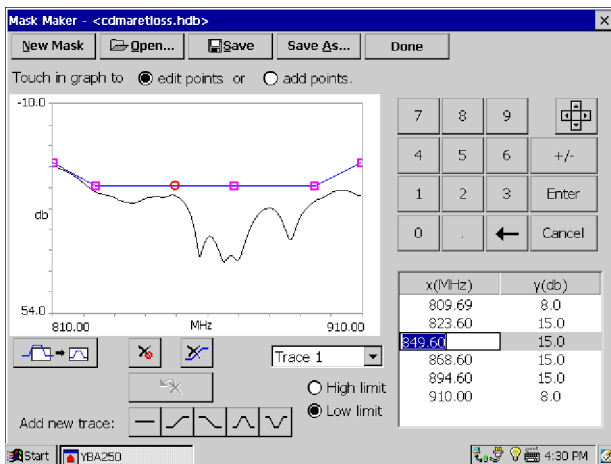 Mask Maker - <cdmaretloss.hdb>
New Mask Open... Save Save As... Done
Touch in graph to edit points or add points.
-10.0
db
54.0
810.00 MHz 910.00
7 8 9
4 5 6 +/-
1 2 3 Enter
0 . Cancel
x(MHz) y(db)
809.69 8.0
823.60 15.0
849.60 15.0
868.60 15.0
894.60 15.0
910.00 8.0
Trace 1
High limit
Low limit
Add new trace:
Start YBA250 4:30 PM